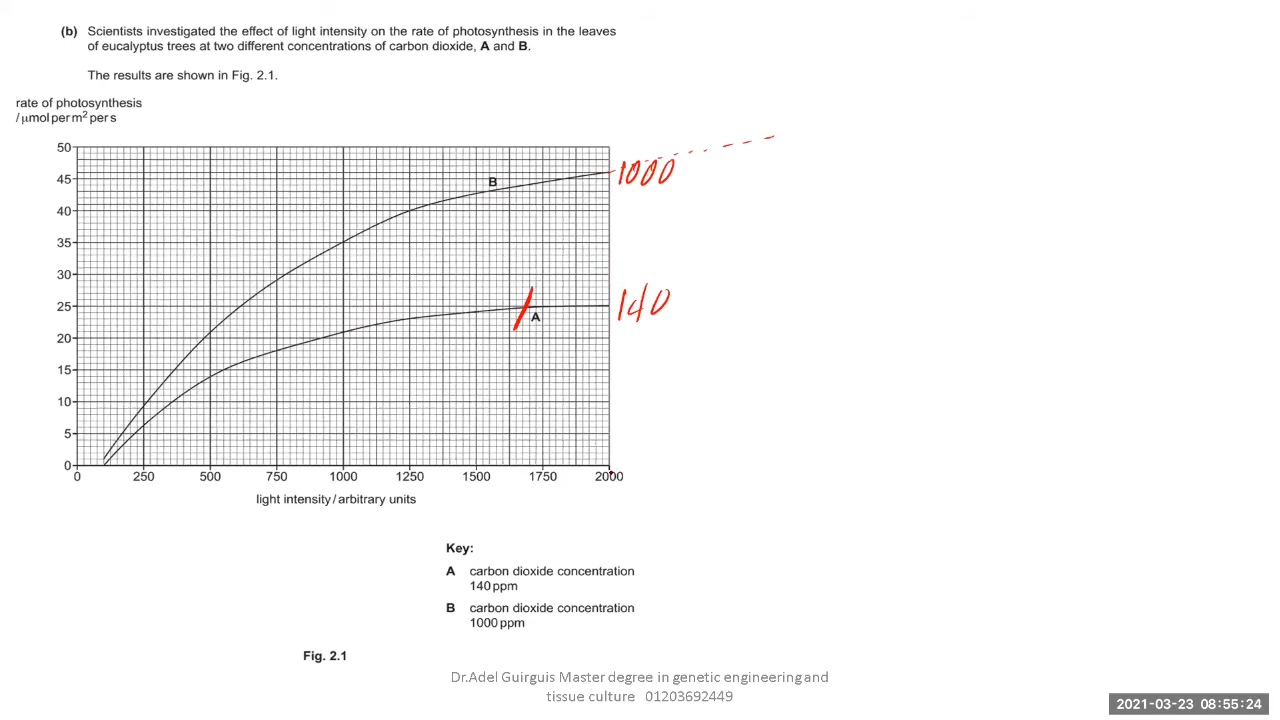 (b) Scientists investigated the effect of light intensity on the rate of photosynthesis in the leaves
of eucalyptus trees at two different concentrations of carbon dioxide, A and B.
The results are shown in Fig. 2.1.
rate of photosynthesis
/ μmol per m² per s
50
45
40
35
30
25
20
15
10
5
0
B
1000
A
140
0 250 500 750 1000 1250 1500 1750 2000
light intensity / arbitrary units
Key:
A carbon dioxide concentration
140 ppm
B carbon dioxide concentration
1000 ppm
Fig. 2.1
Dr.Adel Guirguis Master degree in genetic engineering and
tissue culture 01203692449
2021-03-23 08:55:24